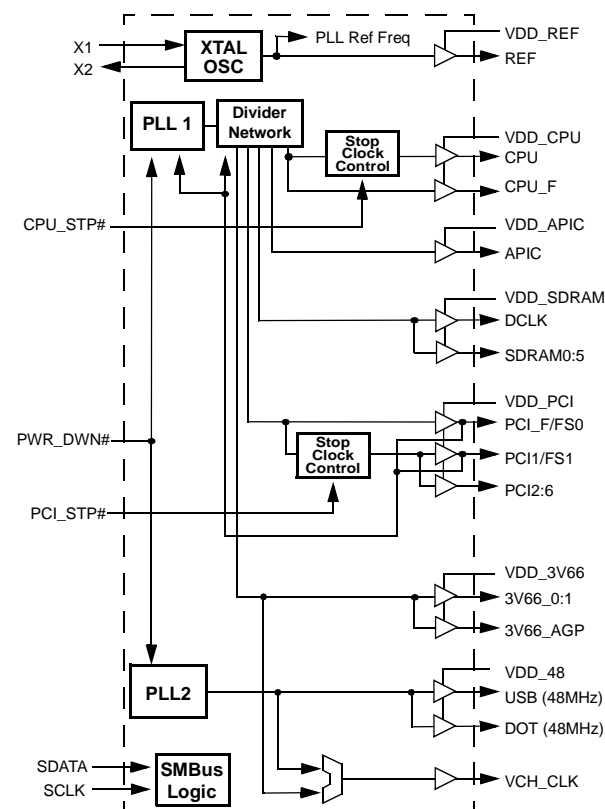 X1
X2
XTAL
OSC
PLL Ref Freq
VDD_REF
REF
PLL 1
Divider
Network
Stop
Clock
Control
VDD_CPU
CPU
CPU_F
CPU_STP#
VDD_APIC
APIC
VDD_SDRAM
DCLK
SDRAM0:5
VDD_PCI
PCI_F/FS0
PWR_DWN#
Stop
Clock
Control
PCI1/FS1
PCI2:6
PCI_STP#
VDD_3V66
3V66_0:1
3V66_AGP
PLL2
VDD_48
USB (48MHz)
DOT (48MHz)
SDATA
SCLK
SMBus
Logic
VCH_CLK